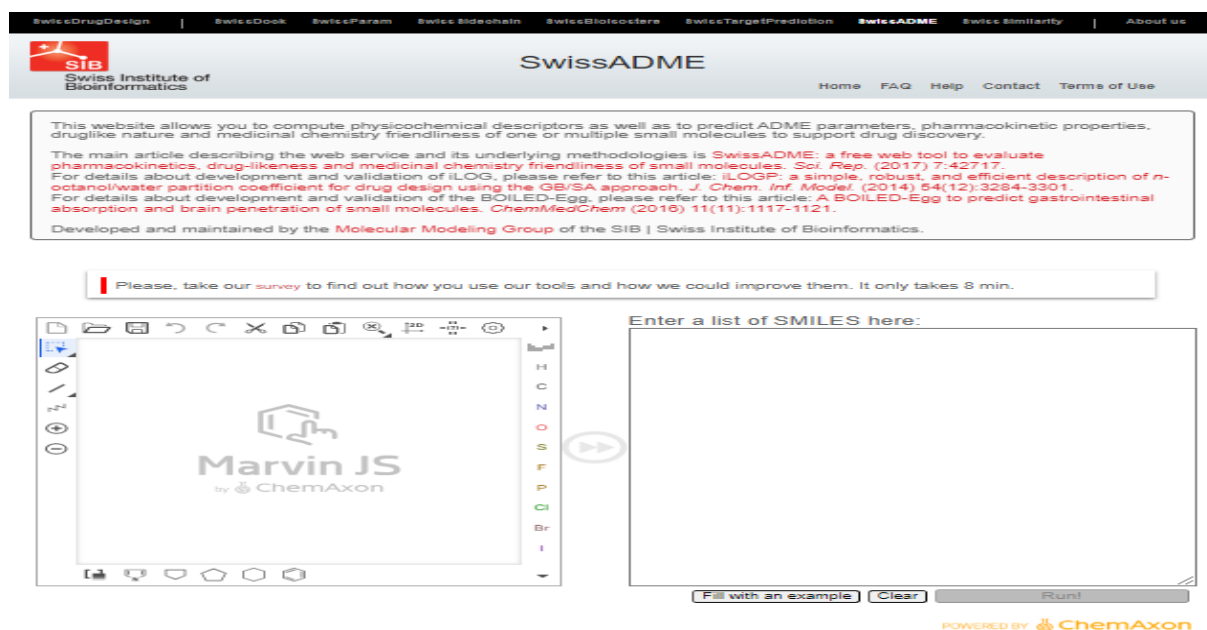 SwissDrugDesign | SwissDock SwissParam SwissSidechain SwissBioisostere SwissTargetPrediction SwissADME SwissSimilarity | About us
SIB
Swiss Institute of
Bioinformatics
SwissADME
Home FAQ Help Contact Terms of Use
This website allows you to compute physicochemical descriptors as well as to predict ADME parameters, pharmacokinetic properties,
druglike nature and medicinal chemistry friendliness of one or multiple small molecules to support drug discovery.
The main article describing the web service and its underlying methodologies is SwissADME: a free web tool to evaluate
pharmacokinetics, drug-likeness and medicinal chemistry friendliness of small molecules. Sci. Rep. (2017) 7:42717.
For details about development and validation of iLOG, please refer to this article: iLOGP: a simple, robust, and efficient description of n-
octanol/water partition coefficient for drug design using the GB/SA approach. J. Chem. Inf. Model. (2014) 54(12):3284-3301.
For details about development and validation of the BOILED-Egg, please refer to this article: A BOILED-Egg to predict gastrointestinal
absorption and brain penetration of small molecules. ChemMedChem (2016) 11(11):1117-1121.
Developed and maintained by the Molecular Modeling Group of the SIB | Swiss Institute of Bioinformatics.
Please, take our survey to find out how you use our tools and how we could improve them. It only takes 8 min.
Enter a list of SMILES here:
2D
H
C
N
O
S
F
P
Cl
Br
I
Marvin JS
by ChemAxon
Fill with an example Clear Run!
POWERED BY ChemAxon